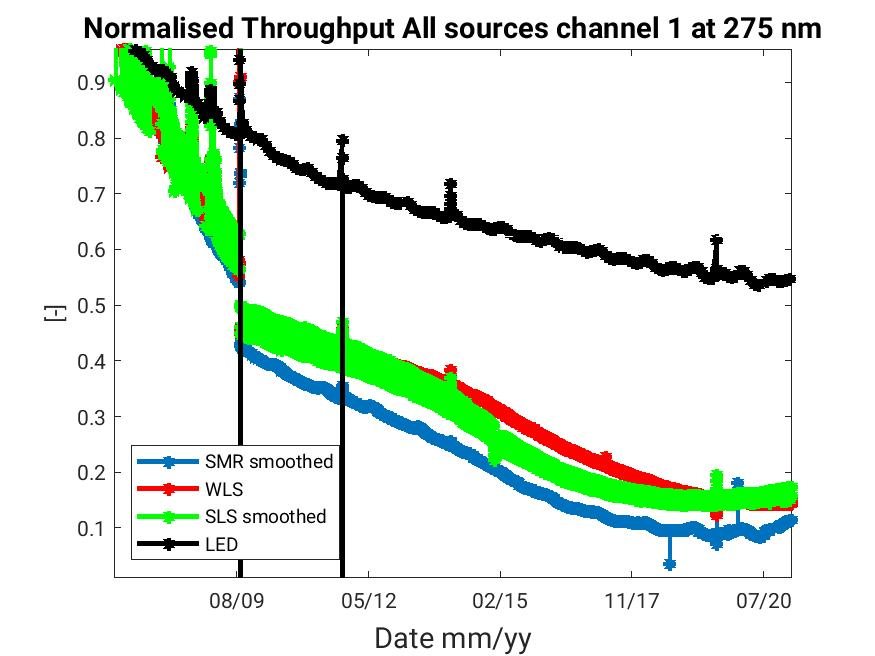 Normalised Throughput All sources channel 1 at 275 nm
0.9
0.8
0.7
0.6
0.5
0.4
0.3
0.2
0.1
[-]
SMR smoothed
WLS
SLS smoothed
LED
08/09 05/12 02/15 11/17 07/20
Date mm/yy